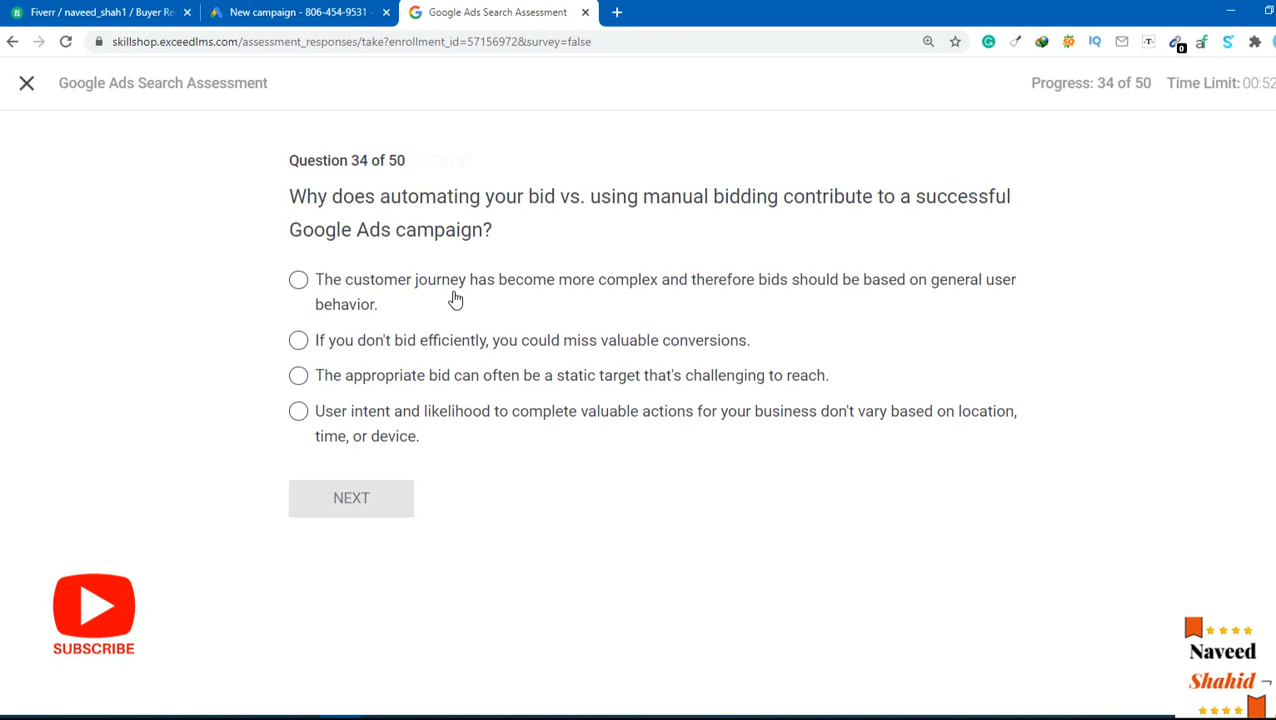 Fiverr / naveed_shah1 / Buyer Re
New campaign - 806-454-9531 -
Google Ads Search Assessment
skillshop.exceedlms.com/assessment_responses/take?enrollment_id=57156972&survey=false
Google Ads Search Assessment
Progress: 34 of 50
Time Limit: 00:52
Question 34 of 50
Why does automating your bid vs. using manual bidding contribute to a successful
Google Ads campaign?
The customer journey has become more complex and therefore bids should be based on general user
behavior.
If you don't bid efficiently, you could miss valuable conversions.
The appropriate bid can often be a static target that's challenging to reach.
User intent and likelihood to complete valuable actions for your business don't vary based on location,
time, or device.
NEXT
SUBSCRIBE
Naveed
Shahid